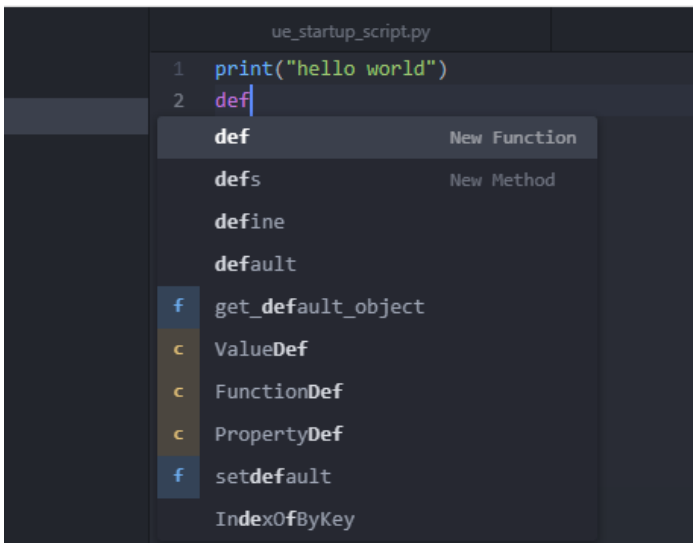 ue_startup_script.py
1 print("hello world")
2 def
def New Function
defs New Method
define
default
f get_default_object
c ValueDef
c FunctionDef
c PropertyDef
f setdefault
IndexOfByKey